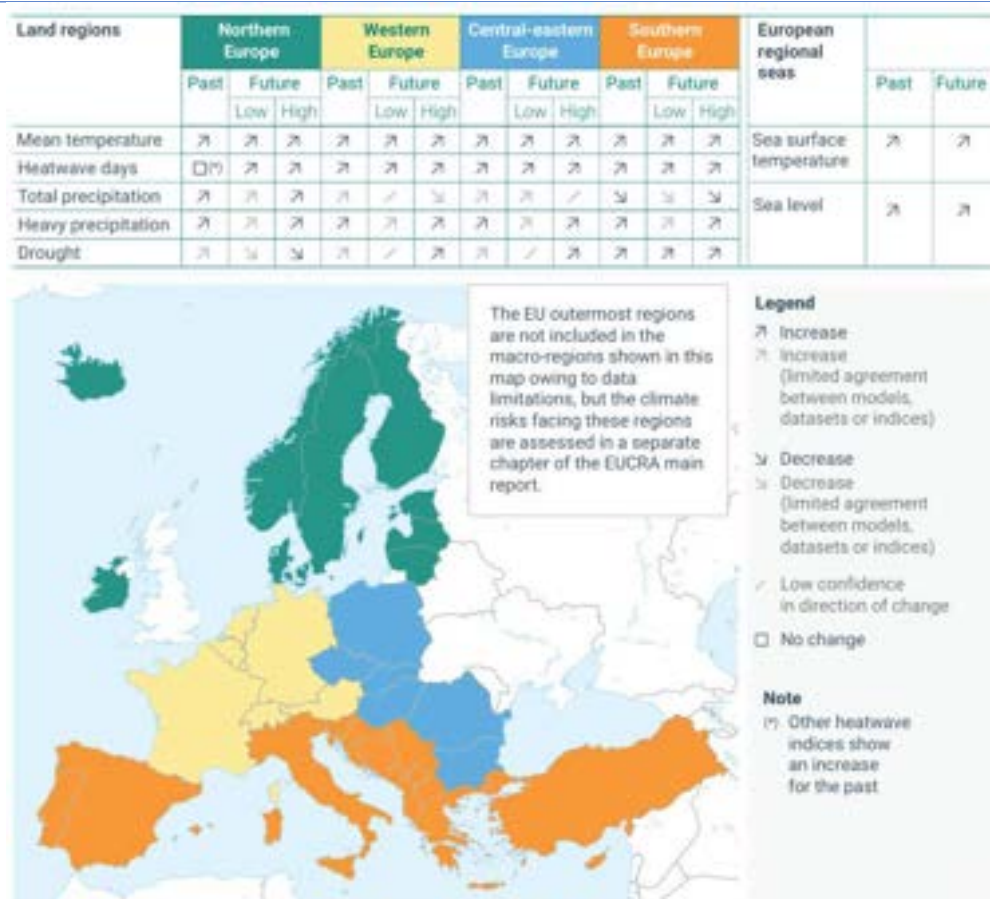 Land regions
Northern Europe
Western Europe
Central-eastern Europe
Southern Europe
European regional seas
Past Future Past Future Past Future Past Future Past Future
Low High Low High Low High Low High
Mean temperature ↗ ↗ ↗ ↗ ↗ ↗ ↗ ↗ ↗ ↗ ↗ ↗
Sea surface temperature ↗ ↗
Heatwave days □(*) ↗ ↗ ↗ ↗ ↗ ↗ ↗ ↗ ↗ ↗ ↗
Total precipitation ↗ ↗ ↗ ↗ ⁄ ↘ ↗ ↗ ⁄ ↘ ↘ ↘
Sea level ↗ ↗
Heavy precipitation ↗ ↗ ↗ ↗ ↗ ↗ ↗ ↗ ↗ ↗ ↗ ↗
Drought ↗ ↘ ↘ ↗ ⁄ ↗ ↗ ⁄ ↗ ↗ ↗ ↗
The EU outermost regions
are not included in the
macro-regions shown in this
map owing to data
limitations, but the climate
risks facing these regions
are assessed in a separate
chapter of the EUCRA main
report.
Legend
↗ Increase
↗ Increase
(limited agreement
between models,
datasets or indices)
↘ Decrease
↘ Decrease
(limited agreement
between models,
datasets or indices)
⁄ Low confidence
in direction of change
□ No change
Note
(*) Other heatwave
indices show
an increase
for the past